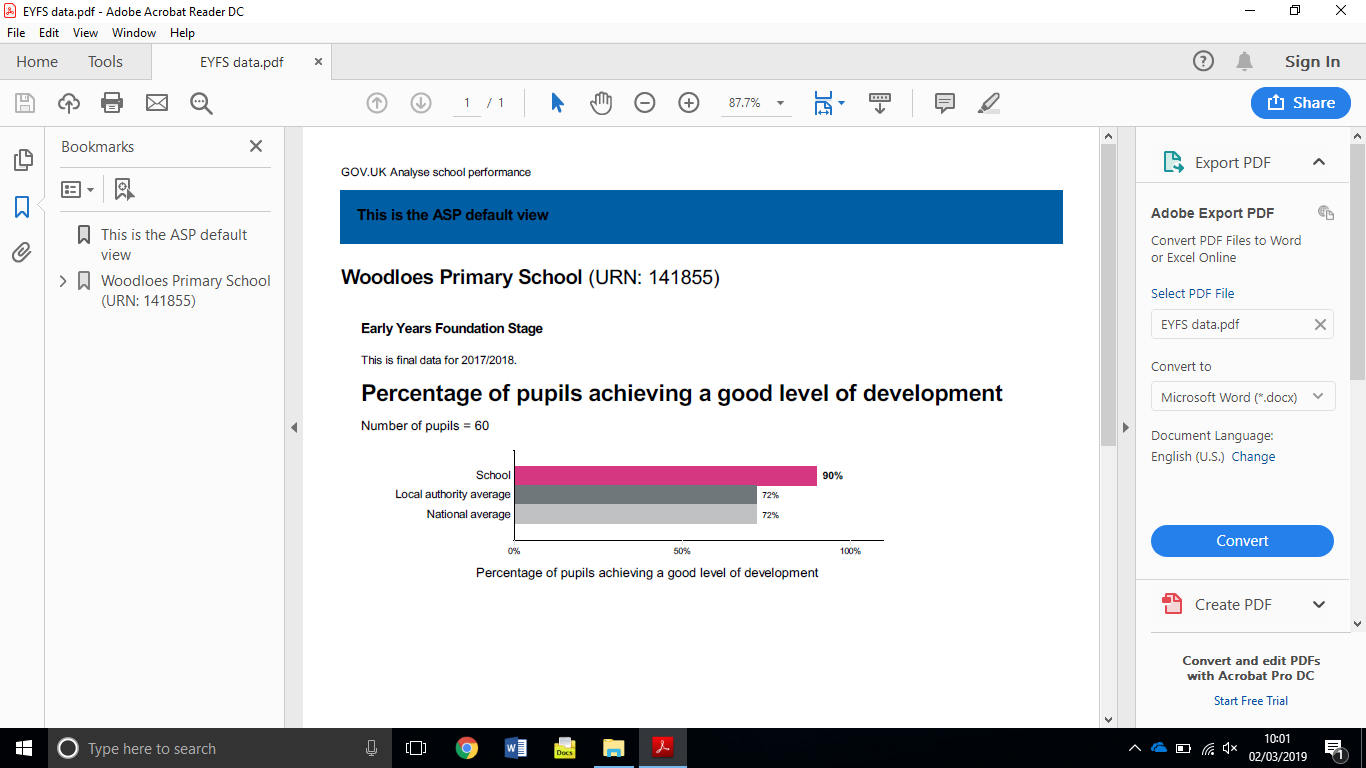 EYFS data.pdf - Adobe Acrobat Reader DC
File Edit View Window Help
Home Tools EYFS data.pdf × Sign In
1 / 1 87.7% Share
Bookmarks
This is the ASP default
view
Woodloes Primary School
(URN: 141855)
GOV.UK Analyse school performance
This is the ASP default view
Woodloes Primary School (URN: 141855)
Early Years Foundation Stage
This is final data for 2017/2018.
Percentage of pupils achieving a good level of development
Number of pupils = 60
School 90%
Local authority average 72%
National average 72%
0% 50% 100%
Percentage of pupils achieving a good level of development
Export PDF
Adobe Export PDF
Convert PDF Files to Word
or Excel Online
Select PDF File
EYFS data.pdf
Convert to
Microsoft Word (*.docx)
Document Language:
English (U.S.) Change
Convert
Create PDF
Convert and edit PDFs
with Acrobat Pro DC
Start Free Trial
Type here to search
Docs
10:01
02/03/2019
1